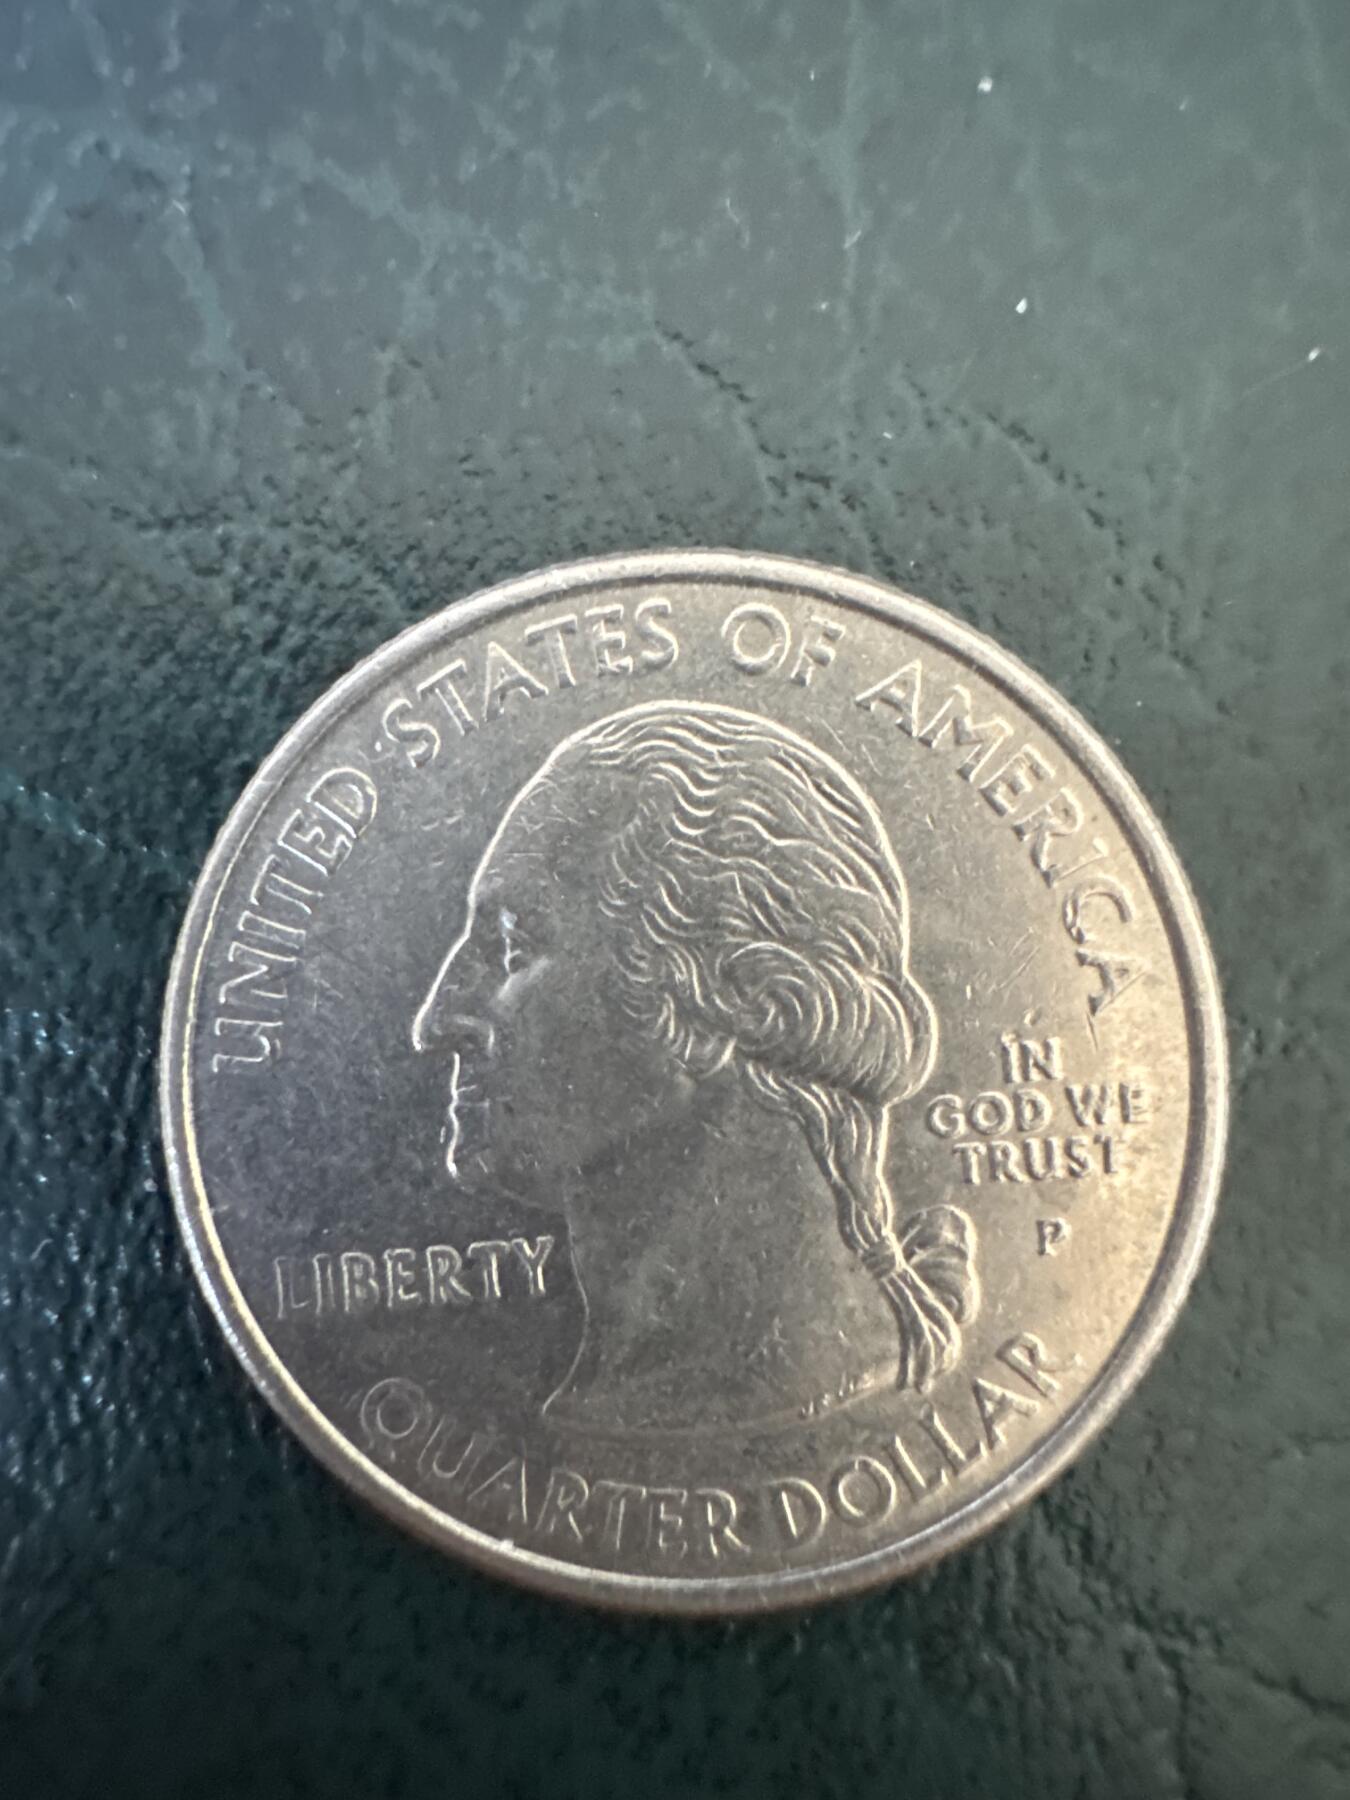 UNITED STATES OF AMERICA
IN
GOD WE
TRUST
P
LIBERTY
QUARTER DOLLAR